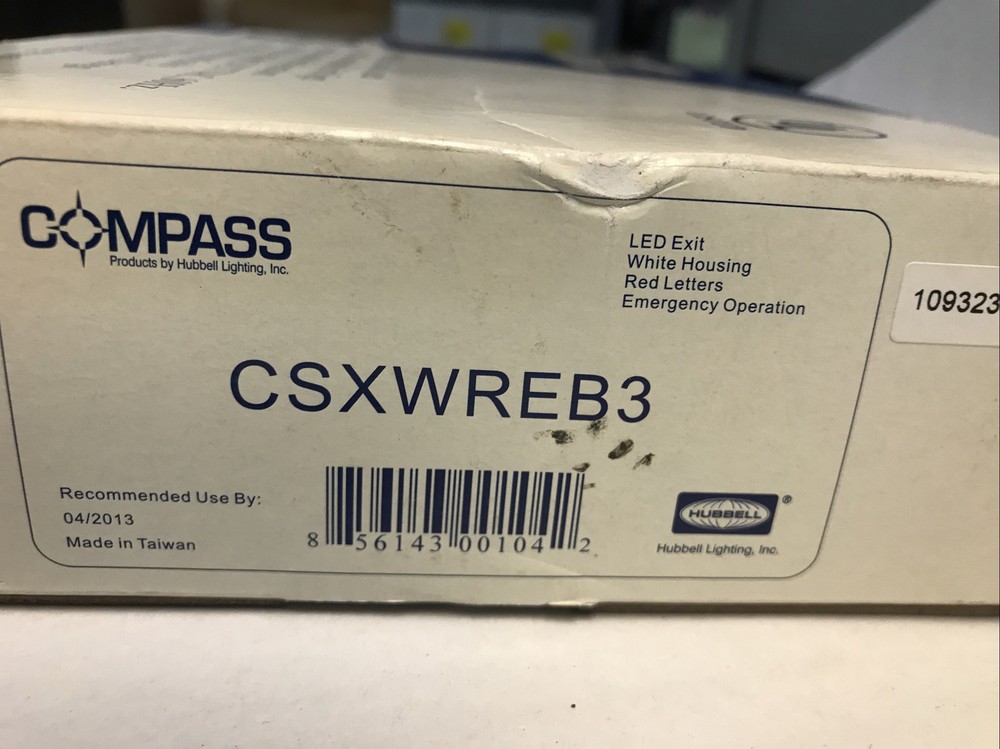 COMPASS
Products by Hubbell Lighting, Inc.
LED Exit
White Housing
Red Letters
Emergency Operation
109323
CSXWREB3
Recommended Use By:
04/2013
Made in Taiwan
8 56143 00104 2
HUBBELL®
Hubbell Lighting, Inc.